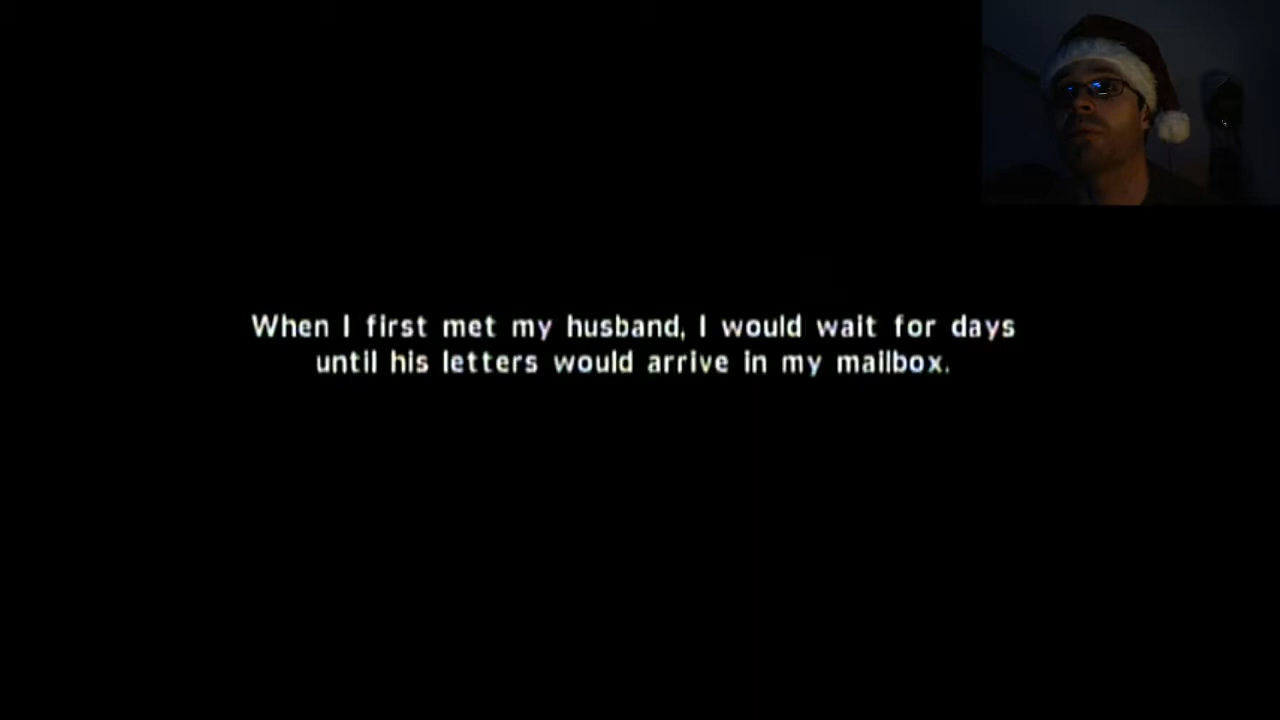 When I first met my husband, I would wait for days
until his letters would arrive in my mailbox.